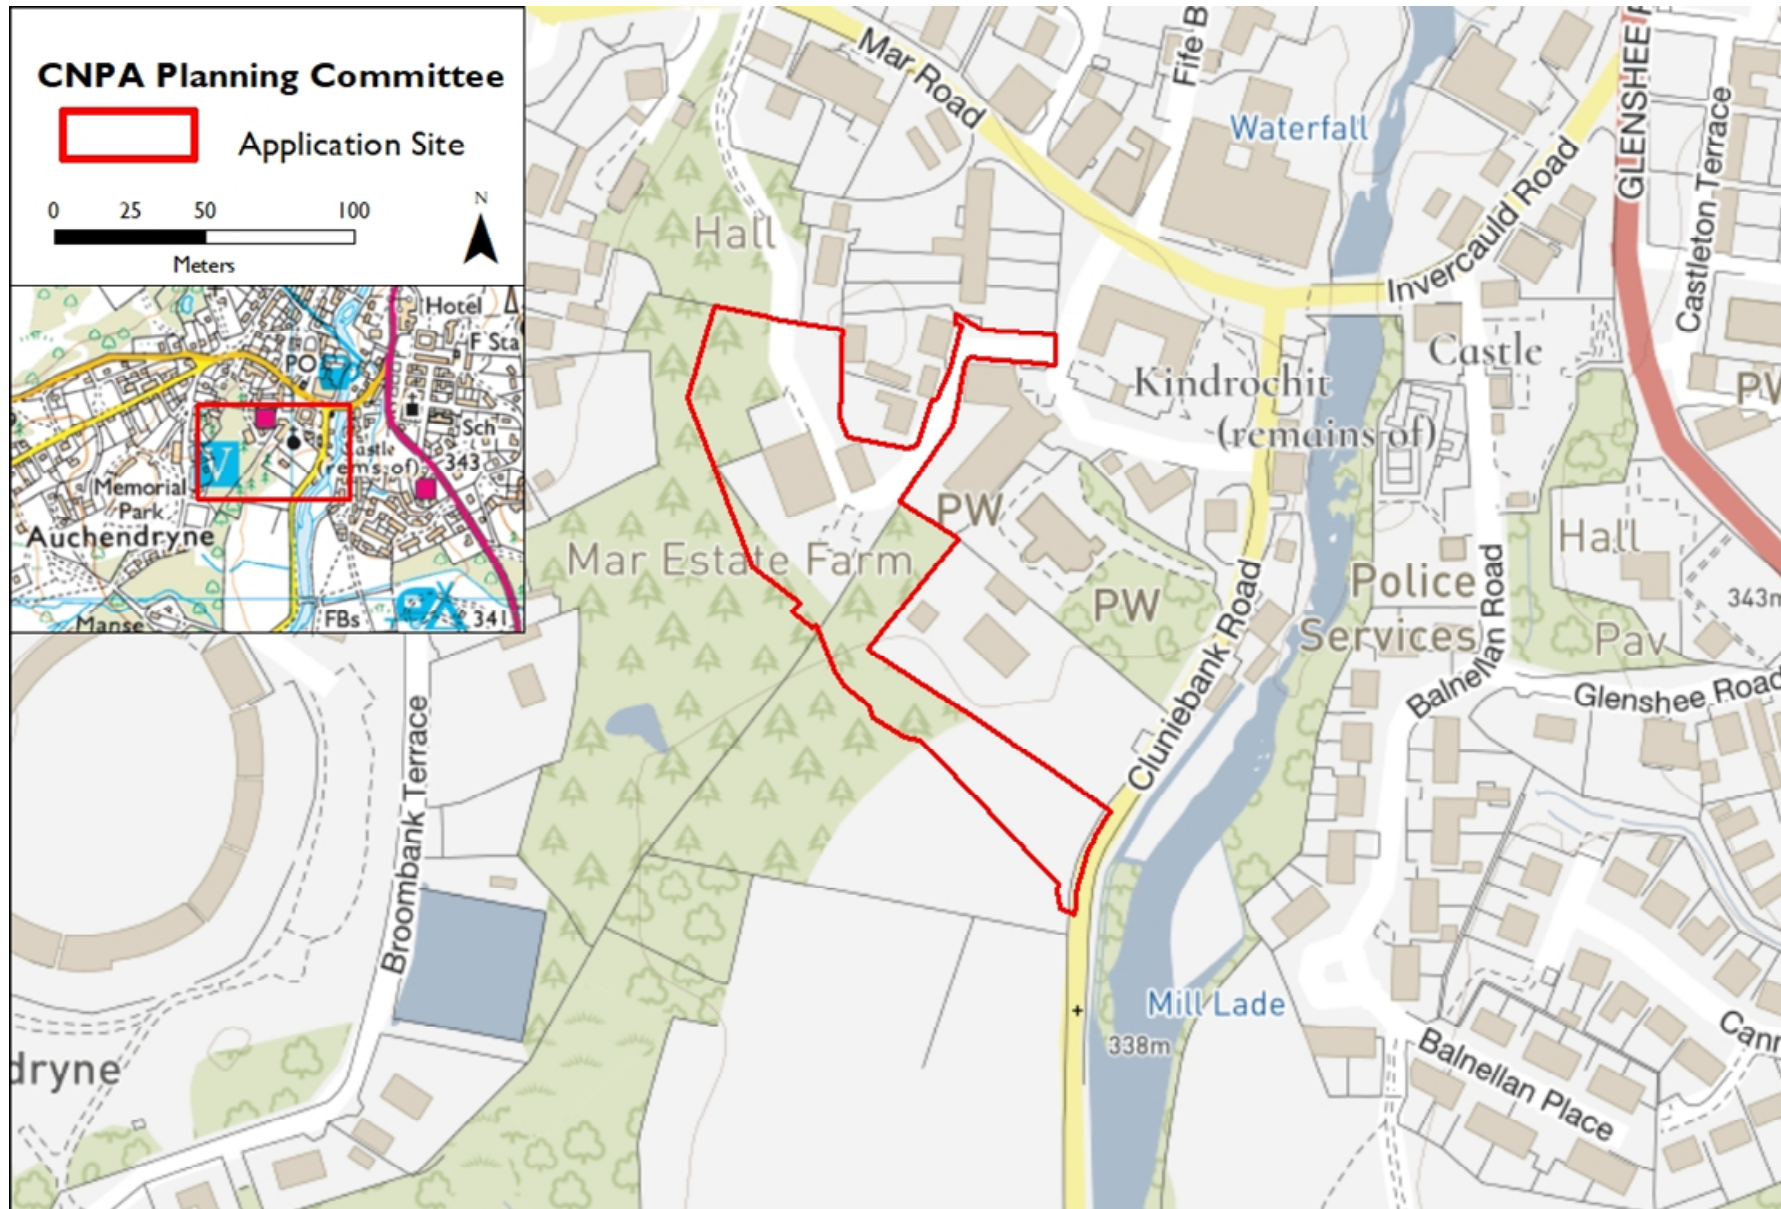 CNPA Planning Committee
Application Site
0 25 50 100
Meters
N
Hotel
F Sta
PO
Sch
Castle
(rems of)
343
Memorial
Park
Auchendryne
V
FBs
341
Manse
Mar Road
Fife B
Waterfall
GLENSHEE
Castleton Terrace
Invercauld Road
Hall
Castle
Kindrochit
(remains of)
PW
PW
Mar Estate Farm
PW
Hall
Police
Services
343m
Pav
Cluniebank Road
Balnellan Road
Glenshee Road
Broombank Terrace
Mill Lade
338m
dryne
Balnellan Place
Cann